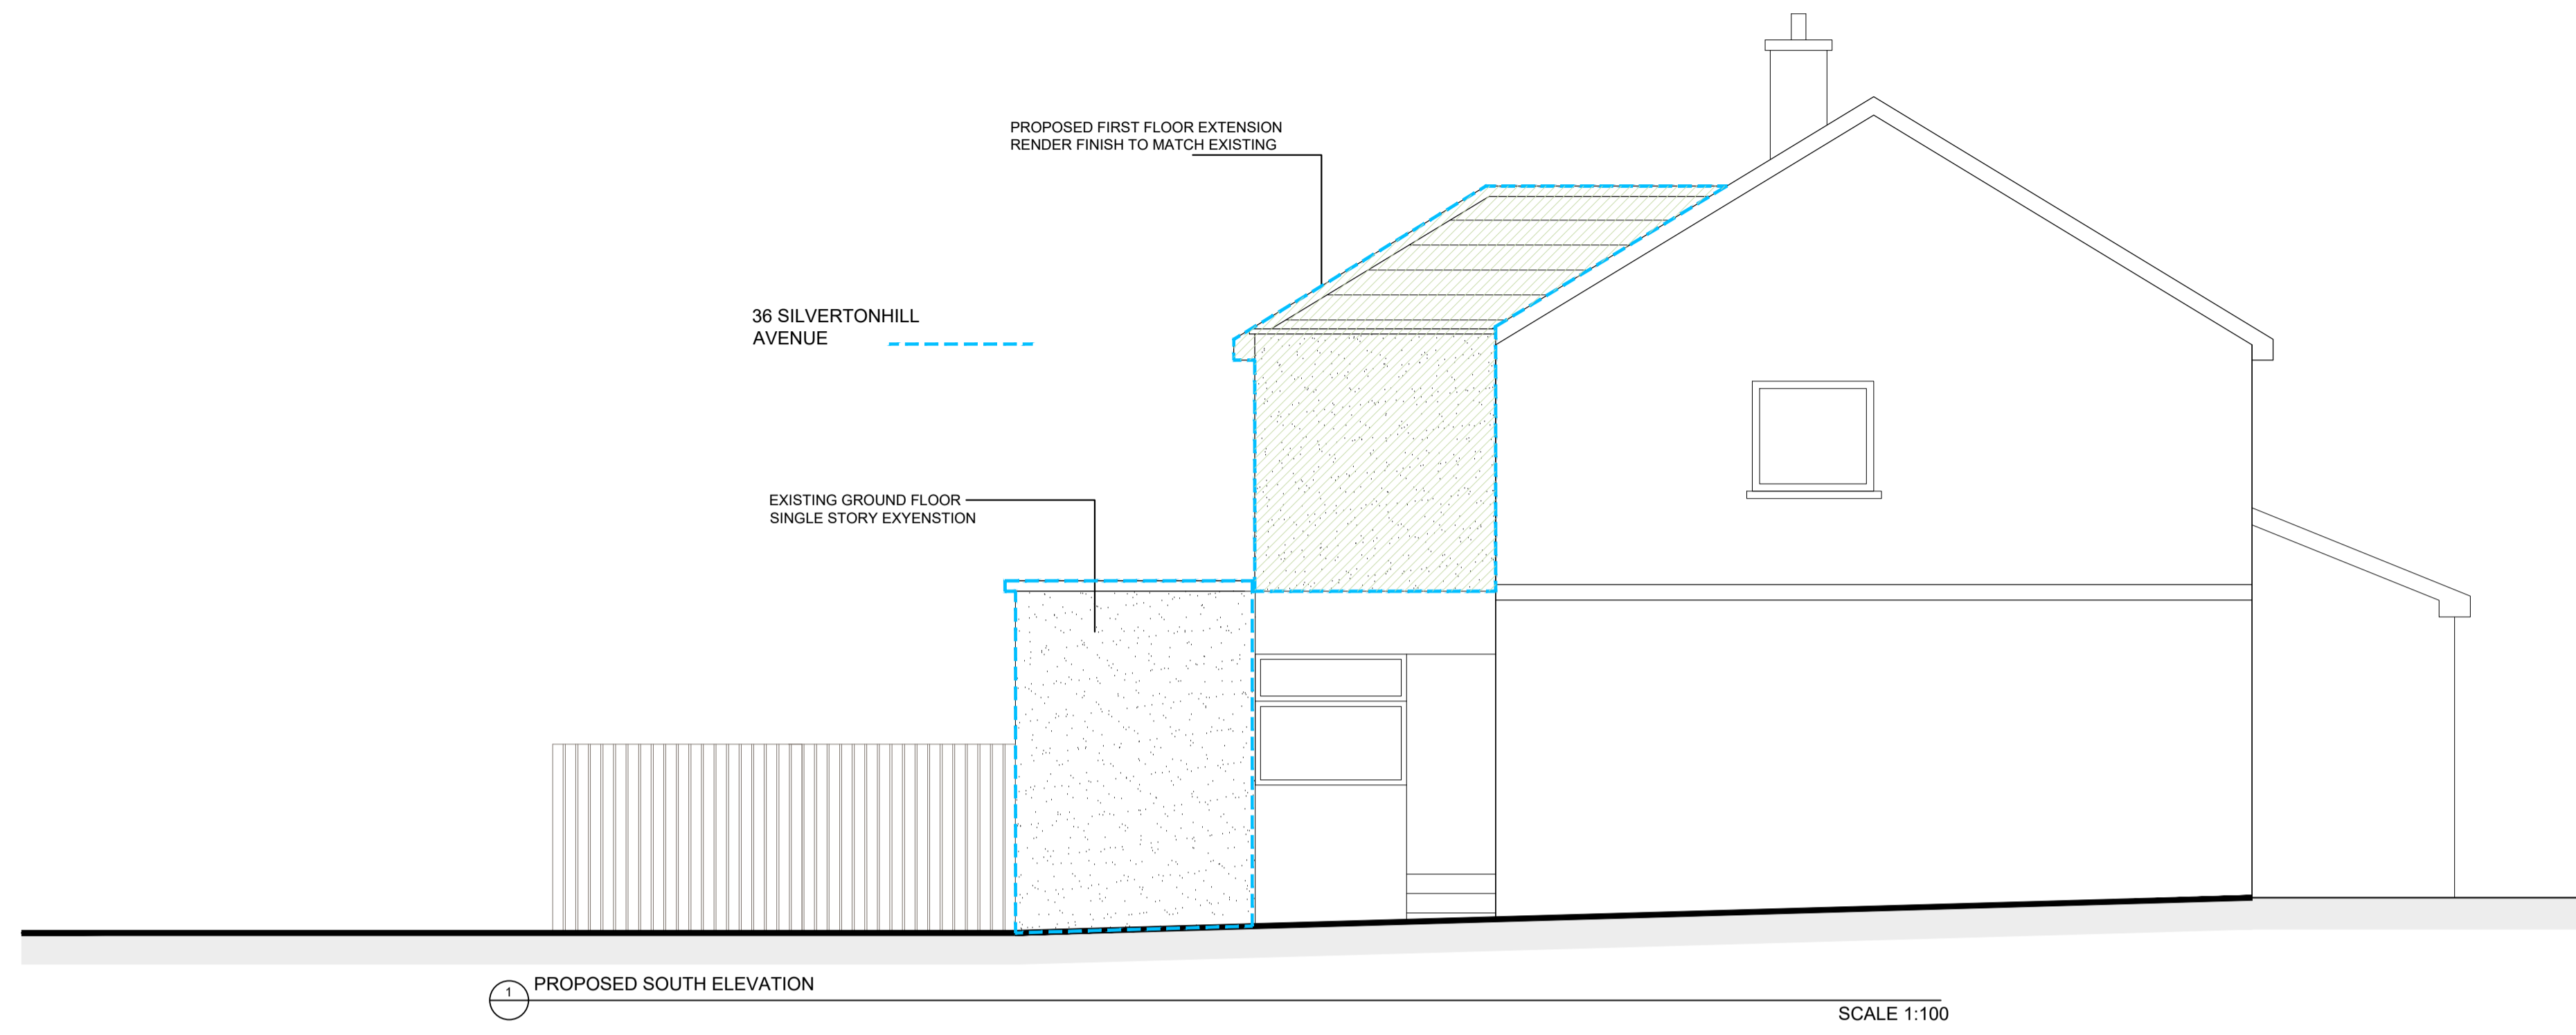 PROPOSED FIRST FLOOR EXTENSION
RENDER FINISH TO MATCH EXISTING
36 SILVERTONHILL
AVENUE
EXISTING GROUND FLOOR
SINGLE STORY EXYENSTION
1
PROPOSED SOUTH ELEVATION
SCALE 1:100